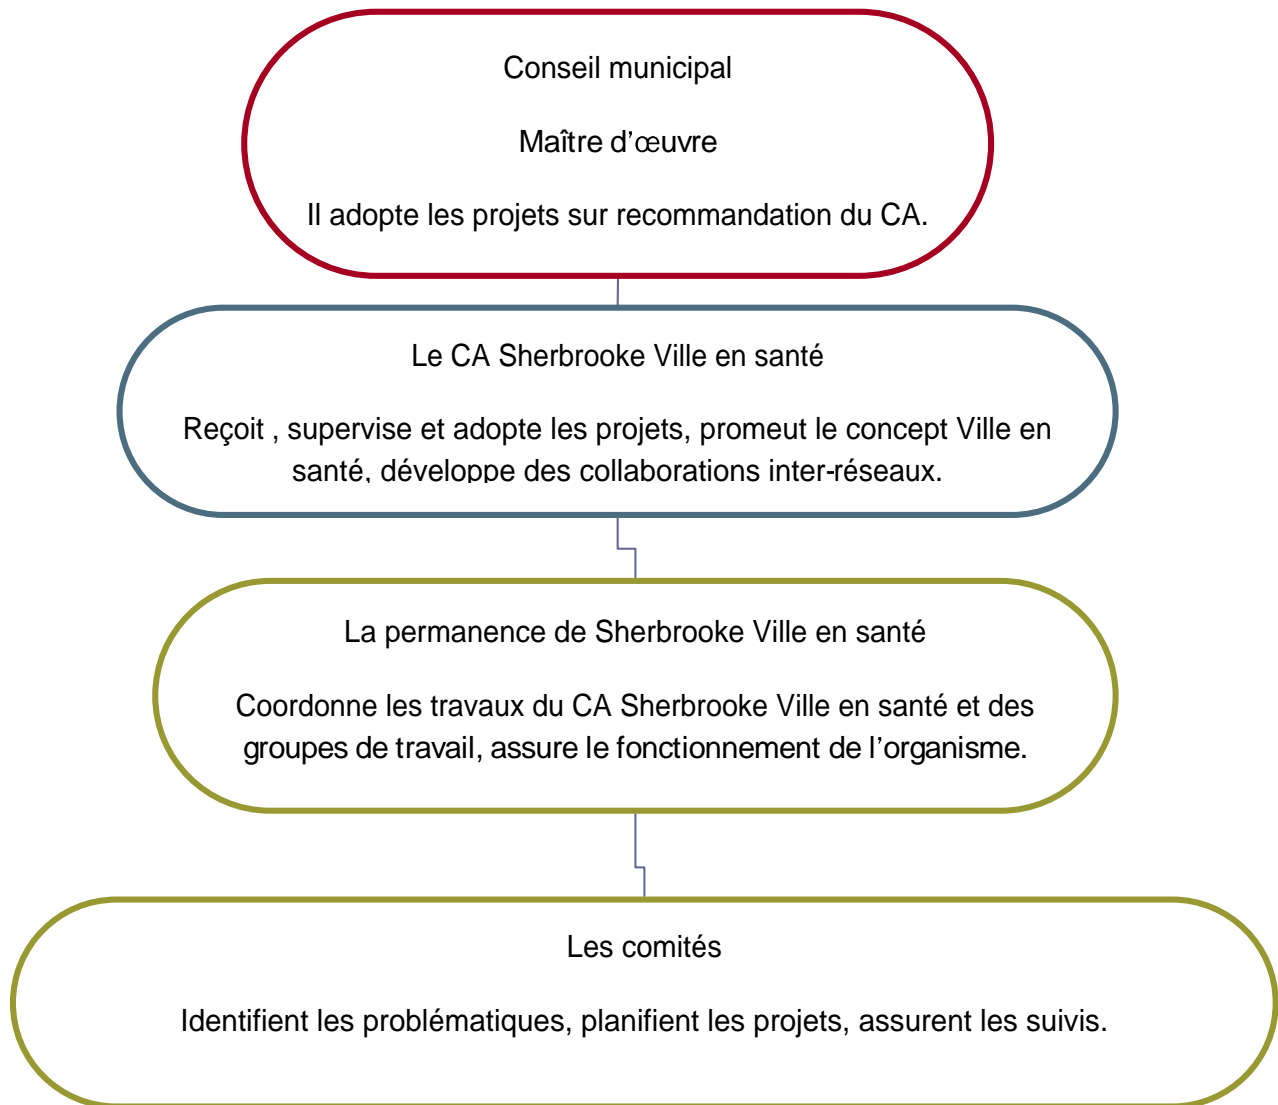 Conseil municipal
Maître d'œuvre
Il adopte les projets sur recommandation du CA.
Le CA Sherbrooke Ville en santé
Reçoit , supervise et adopte les projets, promeut le concept Ville en
santé, développe des collaborations inter-réseaux.
La permanence de Sherbrooke Ville en santé
Coordonne les travaux du CA Sherbrooke Ville en santé et des
groupes de travail, assure le fonctionnement de l'organisme.
Les comités
Identifient les problématiques, planifient les projets, assurent les suivis.